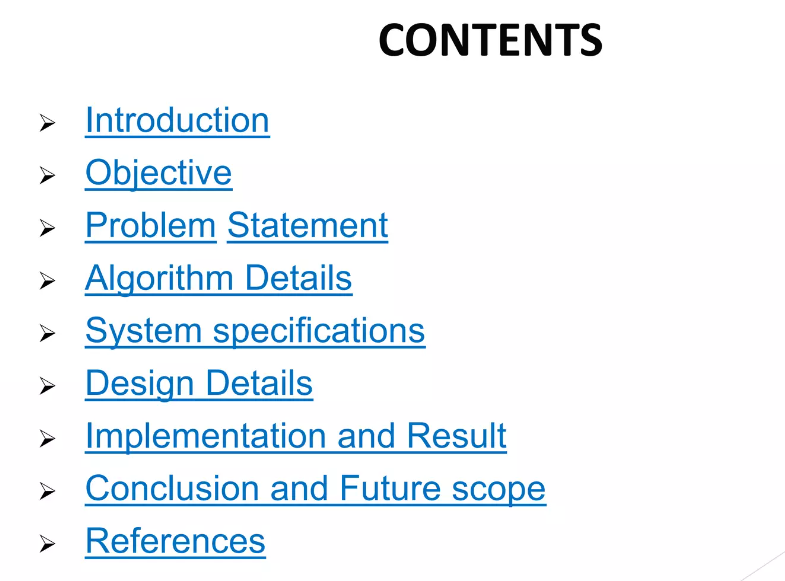 CONTENTS
Introduction
Objective
Problem Statement
Algorithm Details
System specifications
Design Details
Implementation and Result
Conclusion and Future scope
References